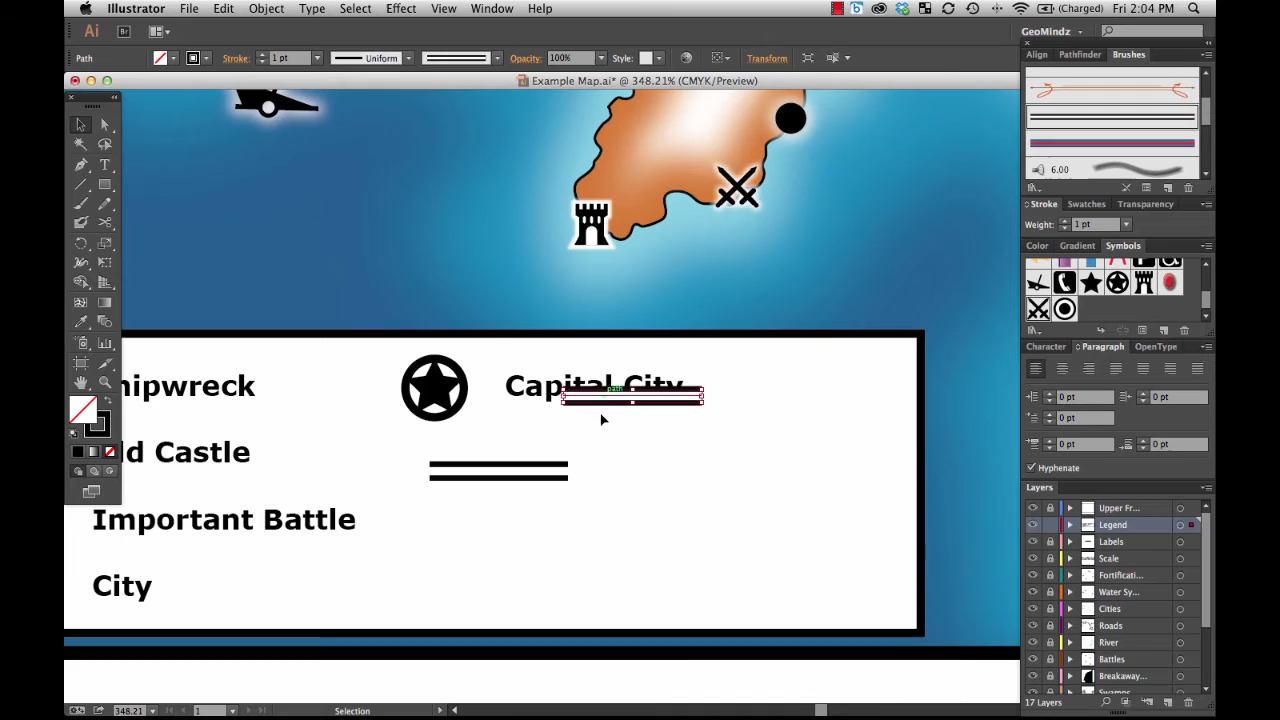 Illustrator File Edit Object Type Select Effect View Window Help (Charged) Fri 2:04 PM
Ai Br GeoMindz
Path Stroke: 1 pt Uniform Opacity: 100% Style: Transform
Example Map.ai* @ 348.21% (CMYK/Preview)
Align Pathfinder Brushes
6.00
Stroke Swatches Transparency
Weight: 1 pt
Color Gradient Symbols
Character Paragraph OpenType
0 pt 0 pt
0 pt
0 pt 0 pt
Hyphenate
Layers
Upper Fr...
Legend
Labels
Scale
Fortificati...
Water Sy...
Cities
Roads
River
Battles
Breakaway...
Swamps
17 Layers
hipwreck
Capital City
path
ld Castle
Important Battle
City
348.21 1 Selection